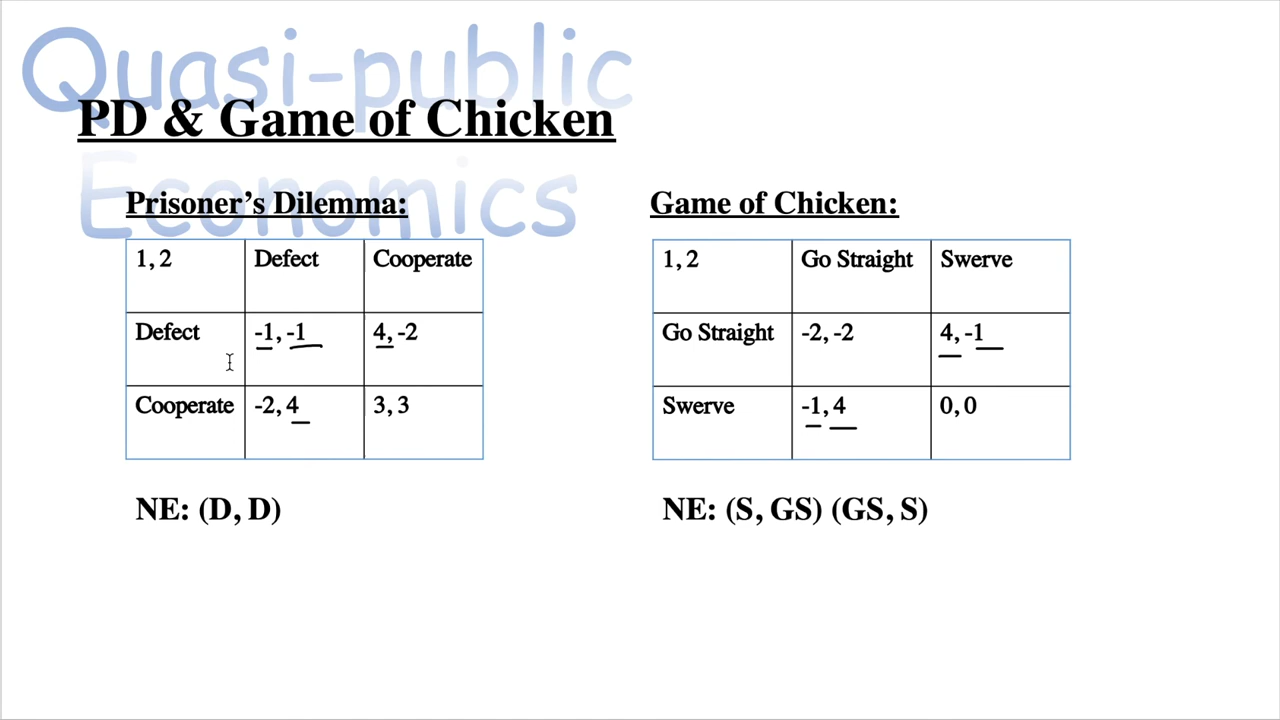 Quasi-public
Economics
PD & Game of Chicken
Prisoner’s Dilemma:
1, 2 Defect Cooperate
Defect -1, -1 4, -2
Cooperate -2, 4 3, 3
NE: (D, D)
Game of Chicken:
1, 2 Go Straight Swerve
Go Straight -2, -2 4, -1
Swerve -1, 4 0, 0
NE: (S, GS) (GS, S)